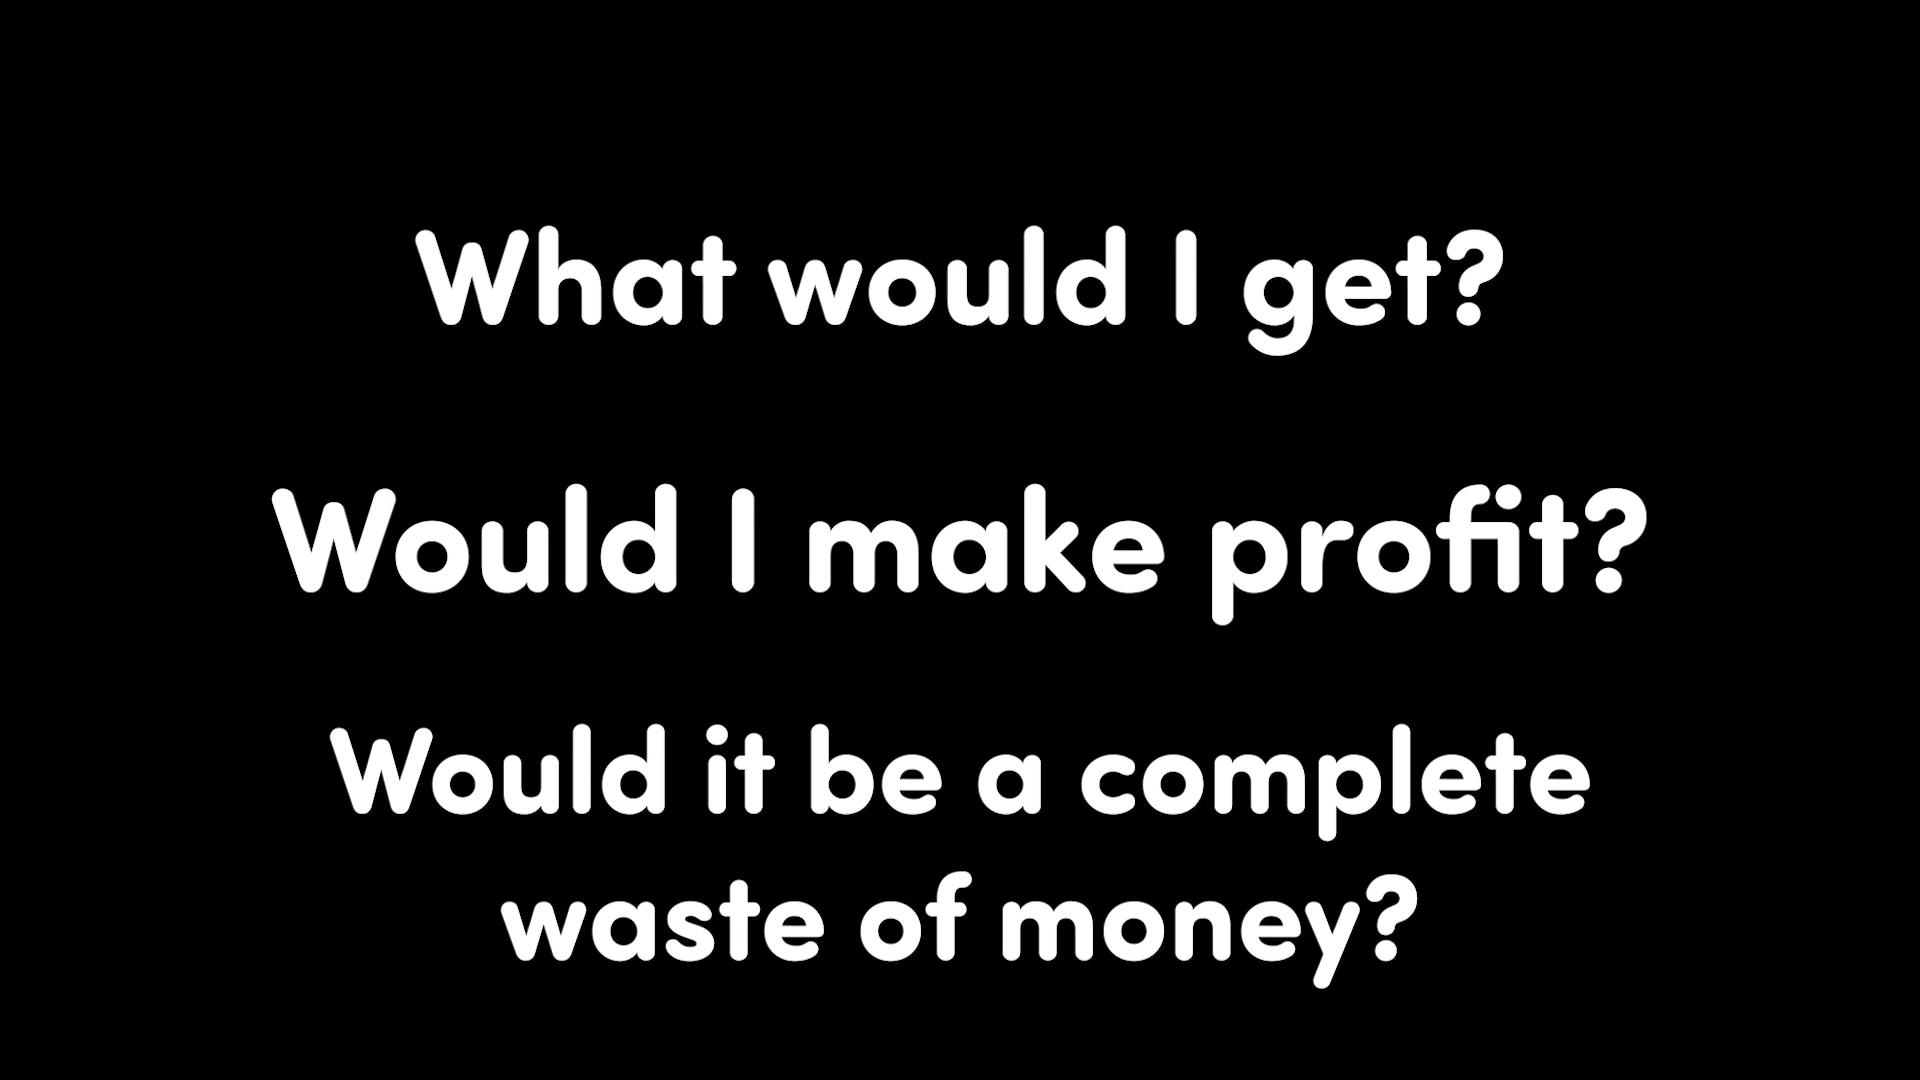 What would I get?
Would I make profit?
Would it be a complete
waste of money?